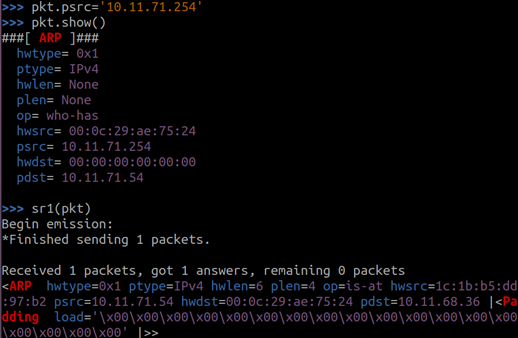 >>> pkt.psrc='10.11.71.254'
>>> pkt.show()
###[ ARP ]###
  hwtype= 0x1
  ptype= IPv4
  hwlen= None
  plen= None
  op= who-has
  hwsrc= 00:0c:29:ae:75:24
  psrc= 10.11.71.254
  hwdst= 00:00:00:00:00:00
  pdst= 10.11.71.54

>>> sr1(pkt)
Begin emission:
*Finished sending 1 packets.

Received 1 packets, got 1 answers, remaining 0 packets
<ARP  hwtype=0x1 ptype=IPv4 hwlen=6 plen=4 op=is-at hwsrc=1c:1b:b5:dd
:97:b2 psrc=10.11.71.54 hwdst=00:0c:29:ae:75:24 pdst=10.11.68.36 |<Pa
dding  load='\x00\x00\x00\x00\x00\x00\x00\x00\x00\x00\x00\x00\x00\x00
\x00\x00\x00\x00' |>>